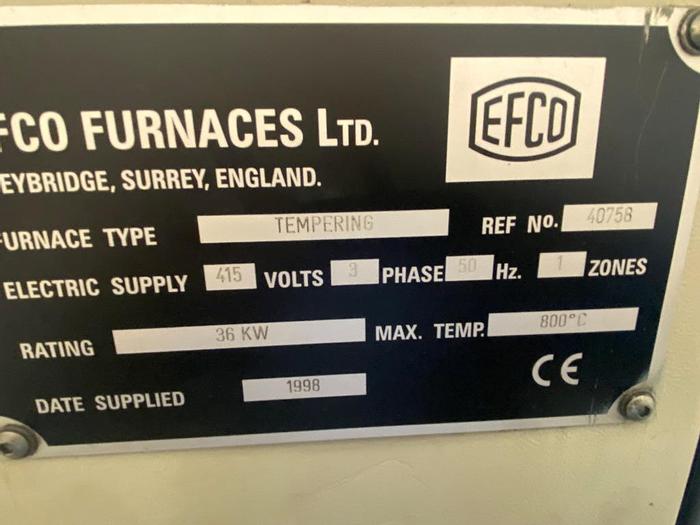 FCO FURNACES LTD.
EFCO
EYBRIDGE, SURREY, ENGLAND.
FURNACE TYPE TEMPERING REF NO. 40758
ELECTRIC SUPPLY 415 VOLTS 3 PHASE 50 Hz. 1 ZONES
RATING 36 KW MAX. TEMP. 800°C
DATE SUPPLIED 1998 CE